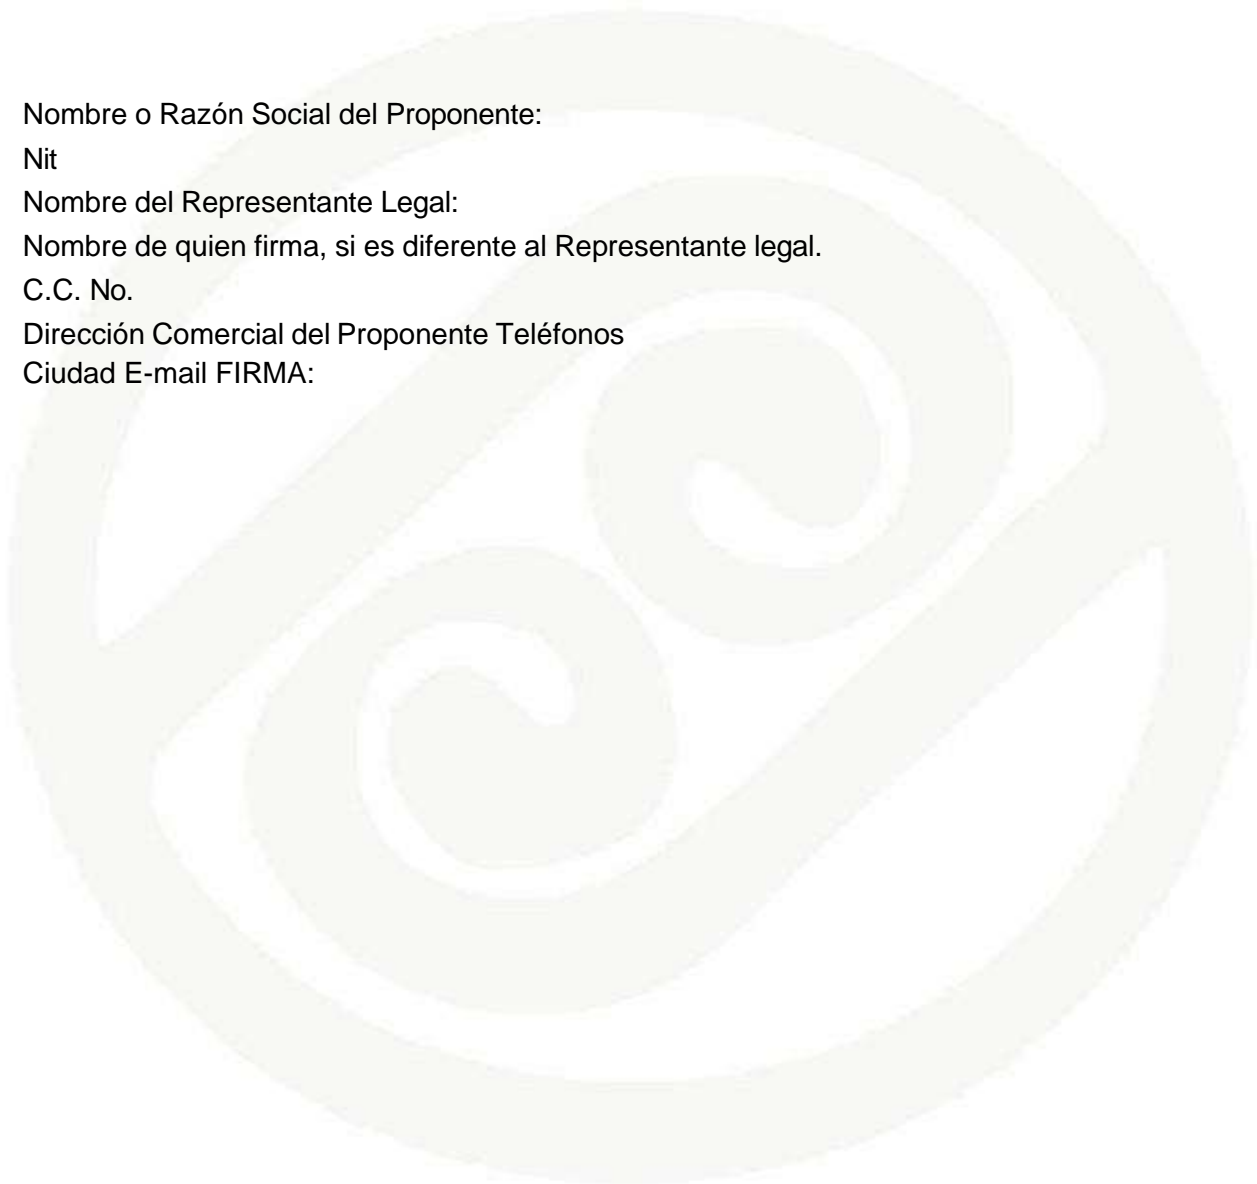 Nombre o Razón Social del Proponente:
Nit
Nombre del Representante Legal:
Nombre de quien firma, si es diferente al Representante legal.
C.C. No.
Dirección Comercial del Proponente Teléfonos
Ciudad E-mail FIRMA: